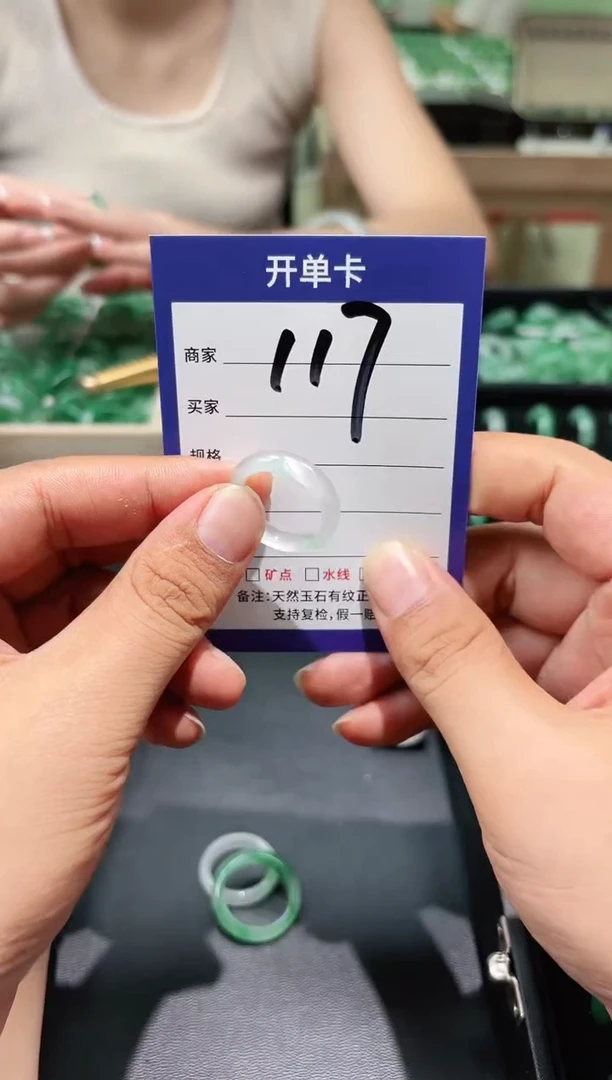 开单卡
117
商家
买家
规格
矿点 水线
备注:天然玉石有纹正
支持复检,假一赔